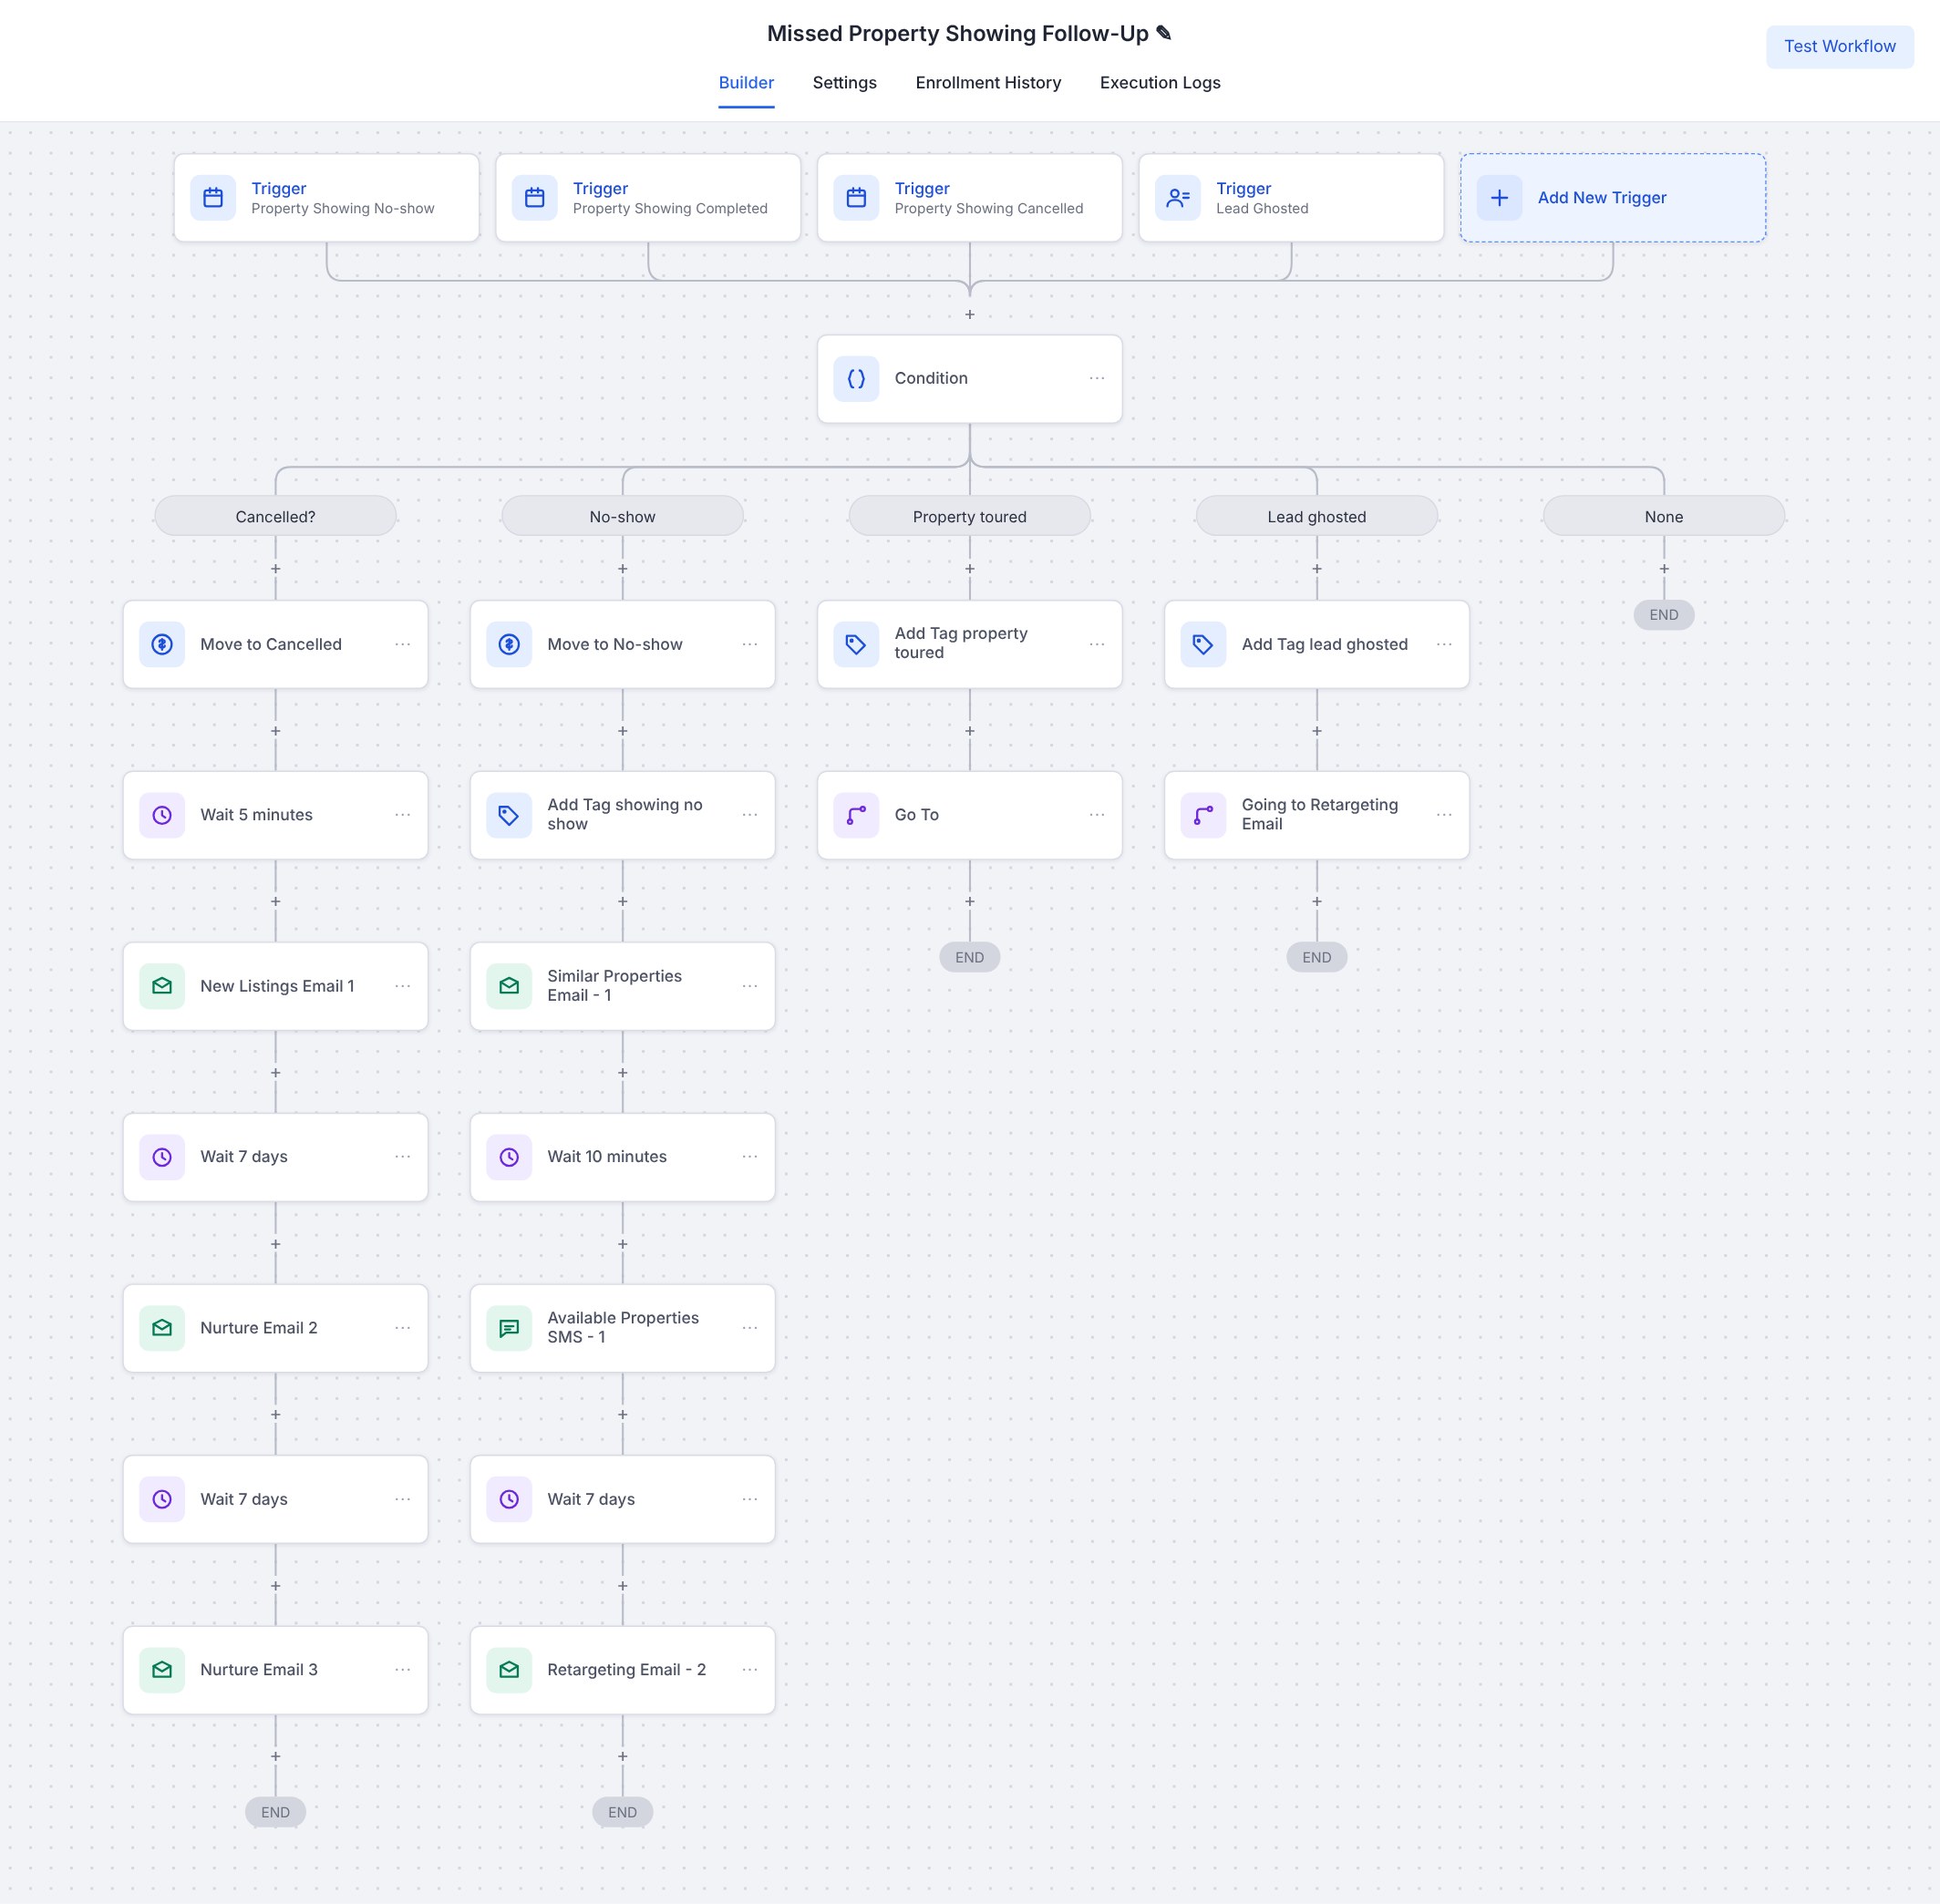 Missed Property Showing Follow-Up ✎
Test Workflow
Builder
Settings
Enrollment History
Execution Logs
Trigger
Property Showing No-show
Trigger
Property Showing Completed
Trigger
Property Showing Cancelled
Trigger
Lead Ghosted
Add New Trigger
Condition
Cancelled?
No-show
Property toured
Lead ghosted
None
Move to Cancelled
Move to No-show
Add Tag property
toured
Add Tag lead ghosted
END
Wait 5 minutes
Add Tag showing no
show
Go To
Going to Retargeting
Email
New Listings Email 1
Similar Properties
Email - 1
END
END
Wait 7 days
Wait 10 minutes
Nurture Email 2
Available Properties
SMS - 1
Wait 7 days
Wait 7 days
Nurture Email 3
Retargeting Email - 2
END
END